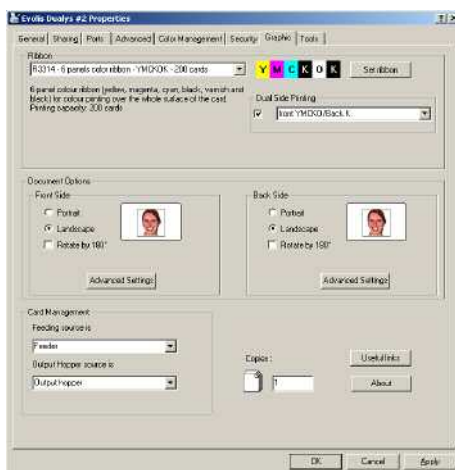 Evolis Dualys #2 Properties
General Sharing Ports Advanced Color Management Security Graphic Tools
Ribbon
R3314 - 6 panels color ribbon - YMCKOK - 200 cards
Y M C K O K
Set ribbon
6 panel colour ribbon (yellow, magenta, cyan, black, varnish and
black) for colour printing over the whole surface of the card.
Printing capacity: 200 cards
Dual Side Printing
front YMCKO/Back K
Document Options
Front Side
Portrait
Landscape
Rotate by 180°
Advanced Settings
Back Side
Portrait
Landscape
Rotate by 180°
Advanced Settings
Card Management
Feeding source is
Feeder
Output Hopper source is
Output Hopper
Copies :
1
Useful links
About
OK Cancel Apply